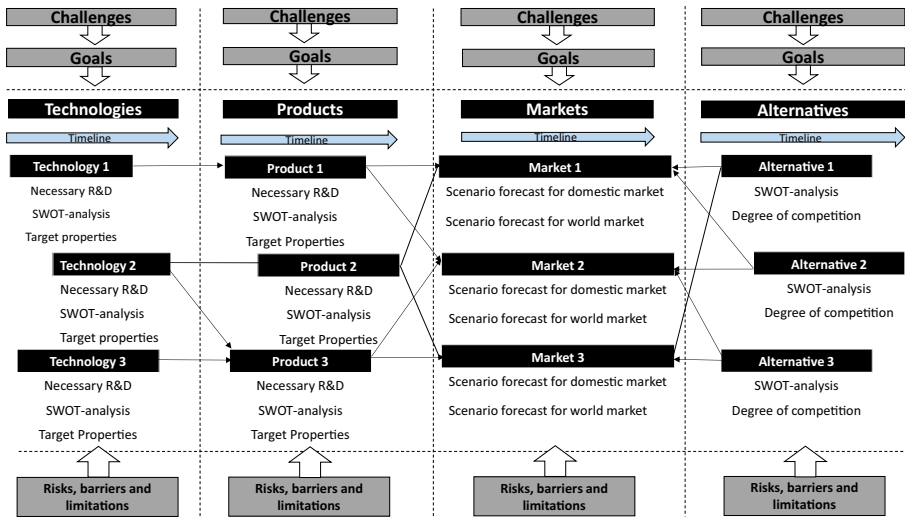 Challenges
Goals
Technologies
Timeline
Technology 1
Necessary R&D
SWOT-analysis
Target properties
Technology 2
Necessary R&D
SWOT-analysis
Target properties
Technology 3
Necessary R&D
SWOT-analysis
Target Properties
Risks, barriers and
limitations
Challenges
Goals
Products
Timeline
Product 1
Necessary R&D
SWOT-analysis
Target Properties
Product 2
Necessary R&D
SWOT-analysis
Target Properties
Product 3
Necessary R&D
SWOT-analysis
Target Properties
Risks, barriers and
limitations
Challenges
Goals
Markets
Timeline
Market 1
Scenario forecast for domestic market
Scenario forecast for world market
Market 2
Scenario forecast for domestic market
Scenario forecast for world market
Market 3
Scenario forecast for domestic market
Scenario forecast for world market
Risks, barriers and
limitations
Challenges
Goals
Alternatives
Timeline
Alternative 1
SWOT-analysis
Degree of competition
Alternative 2
SWOT-analysis
Degree of competition
Alternative 3
SWOT-analysis
Degree of competition
Risks, barriers and
limitations